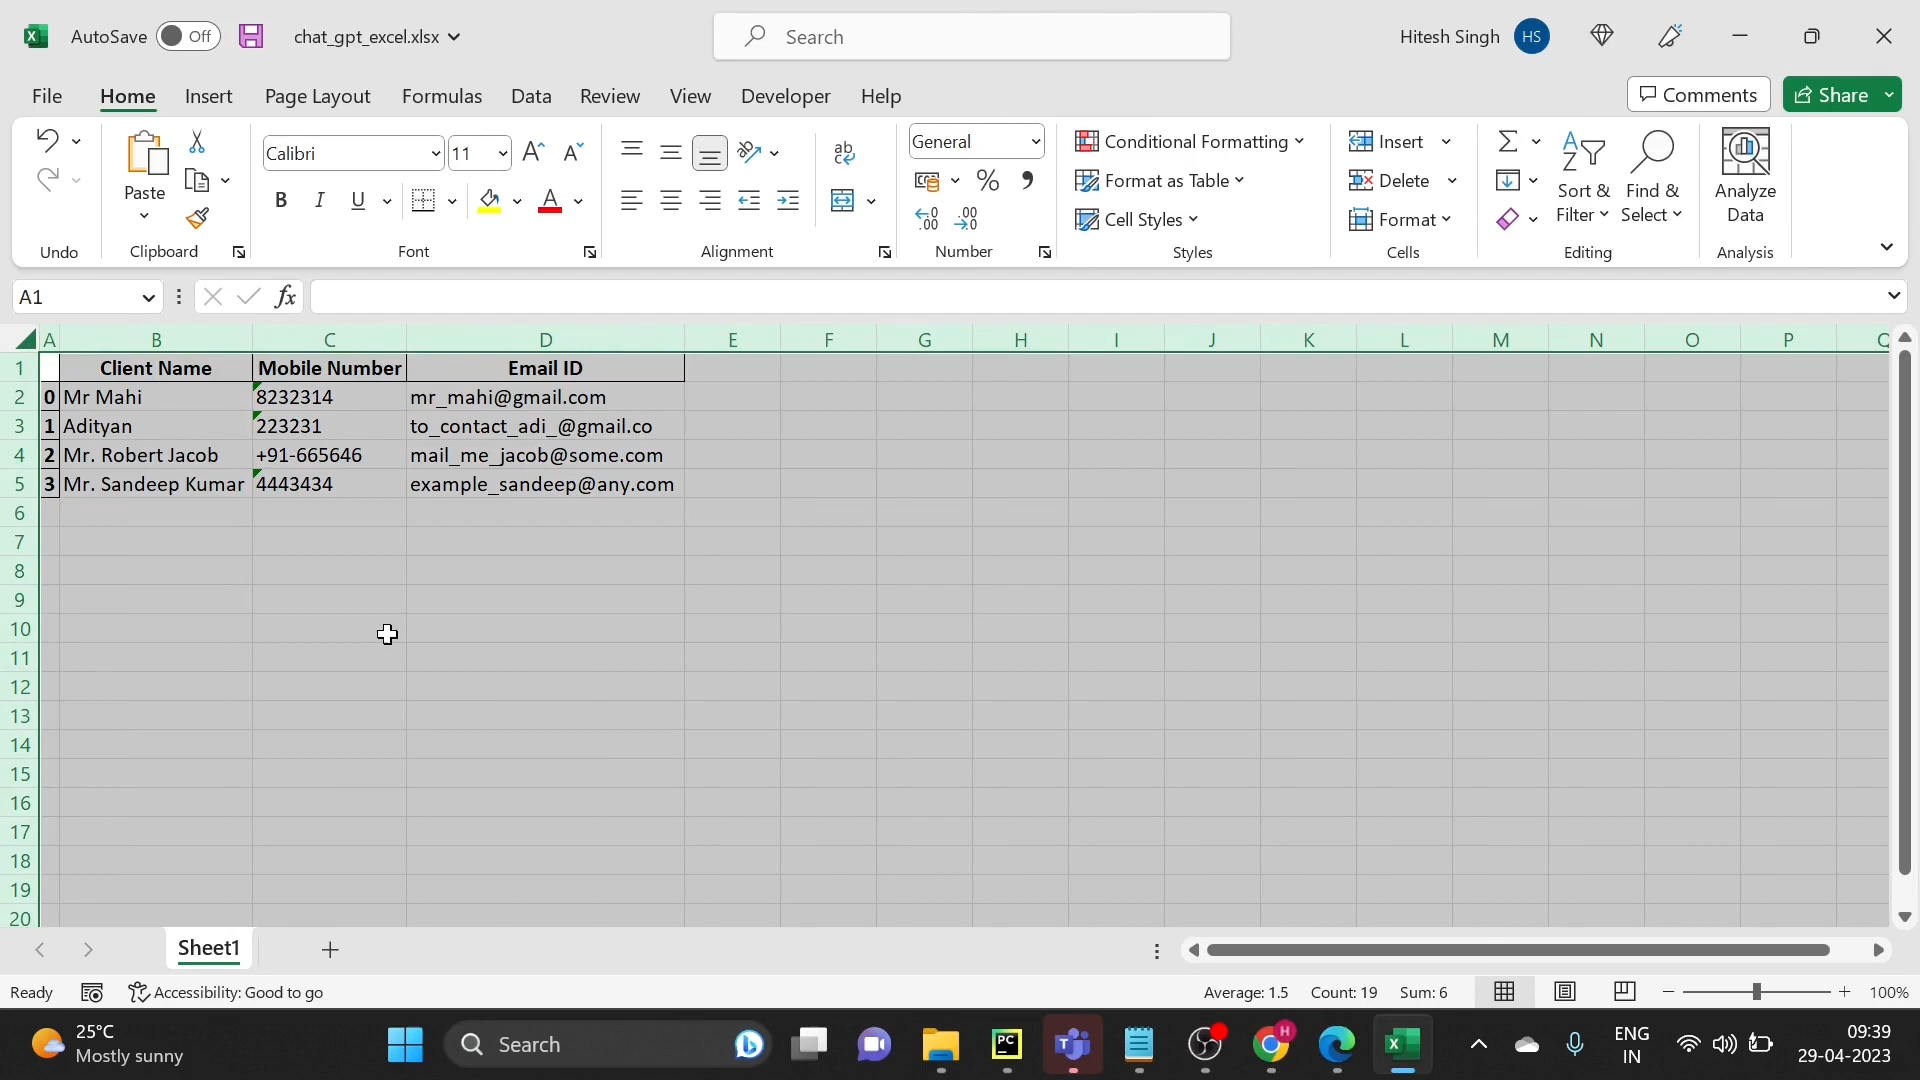 AutoSave Off chat_gpt_excel.xlsx Search Hitesh Singh HS
File Home Insert Page Layout Formulas Data Review View Developer Help Comments Share
Paste Calibri 11 General Conditional Formatting Format as Table Cell Styles Insert Delete Format Sort & Filter Find & Select Analyze Data
Undo Clipboard Font Alignment Number Styles Cells Editing Analysis
A1 fx
A B C D E F G H I J K L M N O P Q
1 Client Name Mobile Number Email ID
2 0 Mr Mahi 8232314 mr_mahi@gmail.com
3 1 Adityan 223231 to_contact_adi_@gmail.co
4 2 Mr. Robert Jacob +91-665646 mail_me_jacob@some.com
5 3 Mr. Sandeep Kumar 4443434 example_sandeep@any.com
6
7
8
9
10
11
12
13
14
15
16
17
18
19
20
Sheet1
Ready Accessibility: Good to go Average: 1.5 Count: 19 Sum: 6 100%
25°C Search ENG 09:39
Mostly sunny IN 29-04-2023